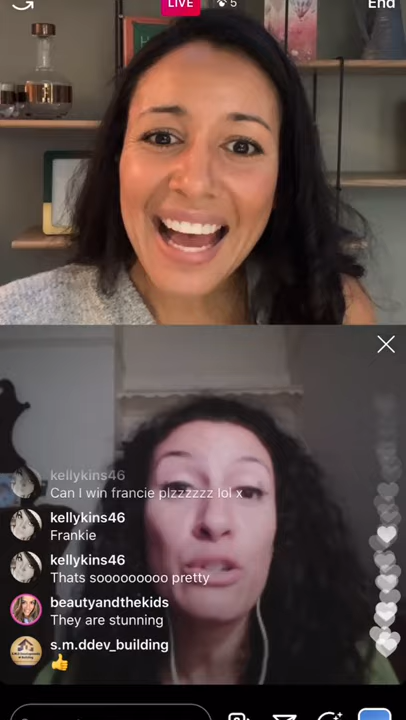 LIVE
5
End
kellykins46
Can I win francie plzzzzzz lol x
kellykins46
Frankie
kellykins46
Thats sooooooooo pretty
beautyandthekids
They are stunning
s.m.ddev_building
👍